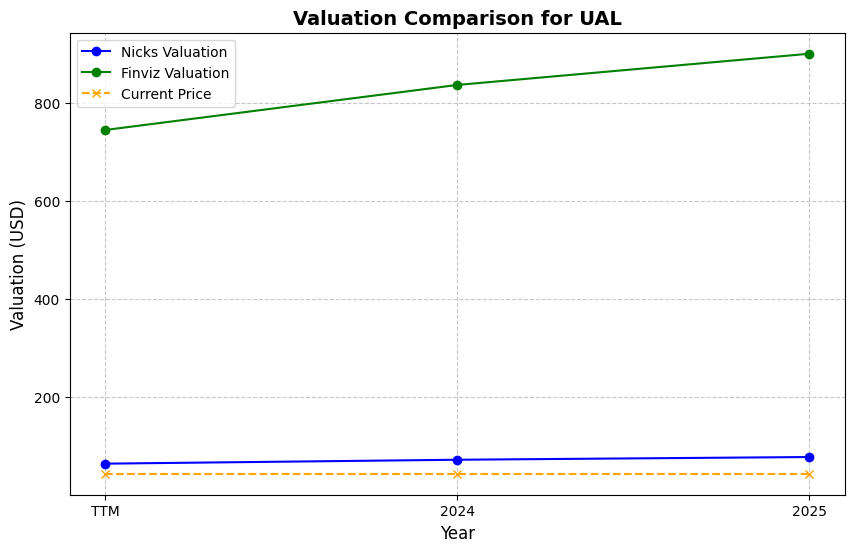 Valuation Comparison for UAL
Nicks Valuation
Finviz Valuation
Current Price
Valuation (USD)
800
600
400
200
TTM
2024
2025
Year